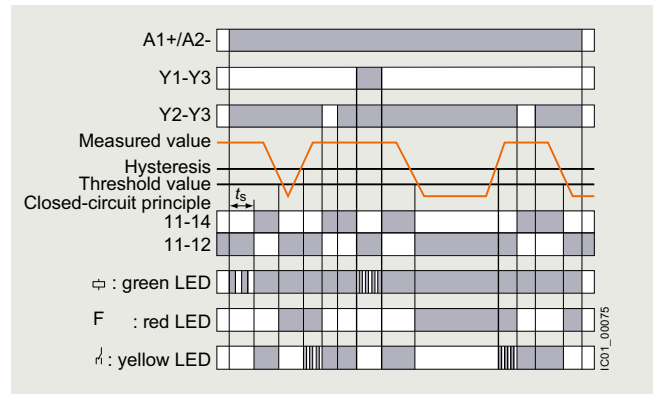 A1+/A2-
Y1-Y3
Y2-Y3
Measured value
Hysteresis
Threshold value
Closed-circuit principle
ts
11-14
11-12
: green LED
F : red LED
: yellow LED
IC01_00075